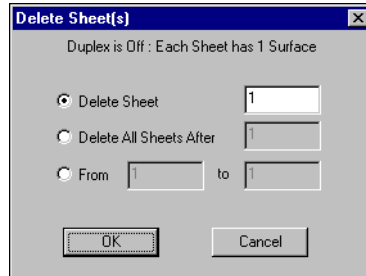 Delete Sheet(s)
Duplex is Off : Each Sheet has 1 Surface
Delete Sheet 1
Delete All Sheets After 1
From 1 to 1
OK Cancel